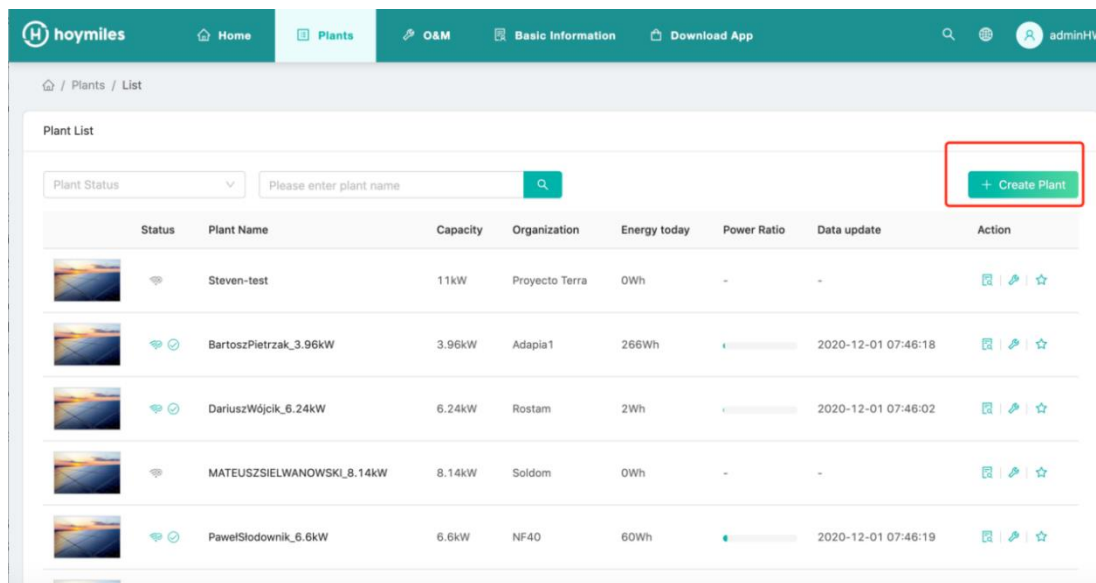 hoymiles Home Plants O&M Basic Information Download App adminHW
/ Plants / List
Plant List
Plant Status Please enter plant name + Create Plant
Status Plant Name Capacity Organization Energy today Power Ratio Data update Action
Steven-test 11kW Proyecto Terra 0Wh - -
BartoszPietrzak_3.96kW 3.96kW Adapia1 266Wh 2020-12-01 07:46:18
DariuszWójcik_6.24kW 6.24kW Rostam 2Wh 2020-12-01 07:46:02
MATEUSZSIELWANOWSKI_8.14kW 8.14kW Soldom 0Wh - -
PawełSłodownik_6.6kW 6.6kW NF40 60Wh 2020-12-01 07:46:19